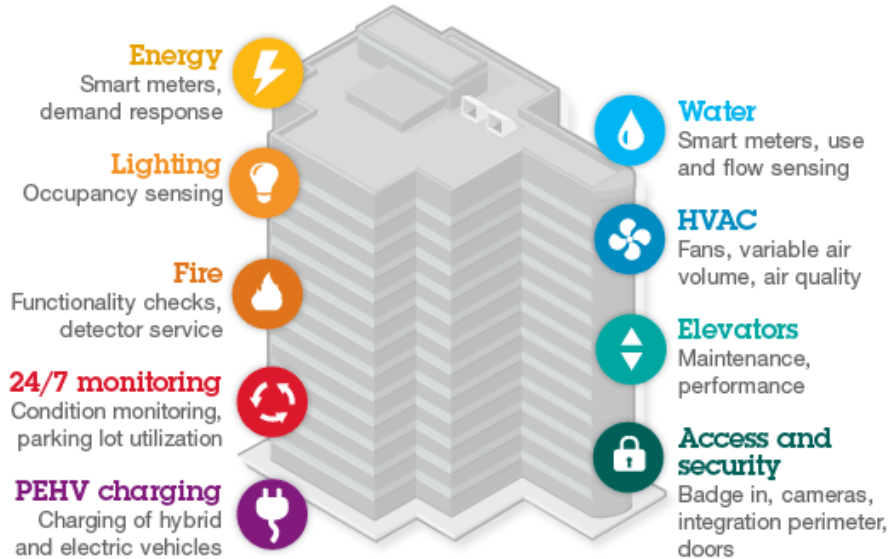 Energy
Smart meters,
demand response
Lighting
Occupancy sensing
Fire
Functionality checks,
detector service
24/7 monitoring
Condition monitoring,
parking lot utilization
PEHV charging
Charging of hybrid
and electric vehicles
Water
Smart meters, use
and flow sensing
HVAC
Fans, variable air
volume, air quality
Elevators
Maintenance,
performance
Access and
security
Badge in, cameras,
integration perimeter,
doors